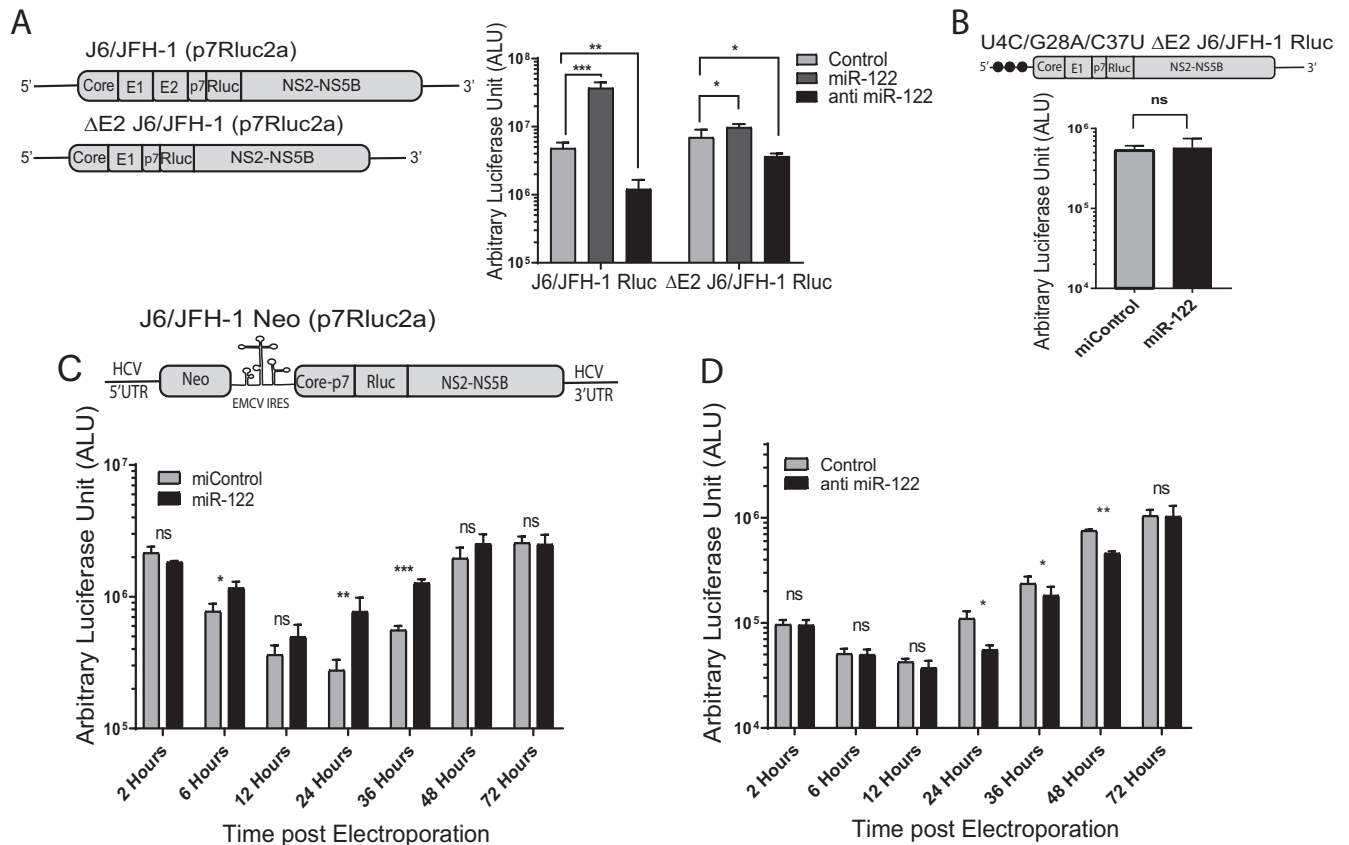 A
J6/JFH-1 (p7Rluc2a)
5’ Core E1 E2 p7 Rluc NS2-NS5B 3’
ΔE2 J6/JFH-1 (p7Rluc2a)
5’ Core E1 p7 Rluc NS2-NS5B 3’
Arbitrary Luciferase Unit (ALU)
10⁸
10⁷
10⁶
10⁵
**
***
*
*
Control
miR-122
anti miR-122
J6/JFH-1 Rluc ΔE2 J6/JFH-1 Rluc
B
U4C/G28A/C37U ΔE2 J6/JFH-1 Rluc
5’ Core E1 p7 Rluc NS2-NS5B 3’
Arbitrary Luciferase Unit (ALU)
10⁶
10⁵
10⁴
ns
miControl miR-122
C
J6/JFH-1 Neo (p7Rluc2a)
HCV
5’UTR
Neo
EMCV IRES
Core-p7 Rluc NS2-NS5B
HCV
3’UTR
Arbitrary Luciferase Unit (ALU)
10⁷
10⁶
10⁵
miControl
miR-122
ns * ns ** *** ns ns
2 Hours 6 Hours 12 Hours 24 Hours 36 Hours 48 Hours 72 Hours
Time post Electroporation
D
Arbitrary Luciferase Unit (ALU)
10⁶
10⁵
10⁴
Control
anti miR-122
ns ns ns * * ** ns
2 Hours 6 Hours 12 Hours 24 Hours 36 Hours 48 Hours 72 Hours
Time post Electroporation